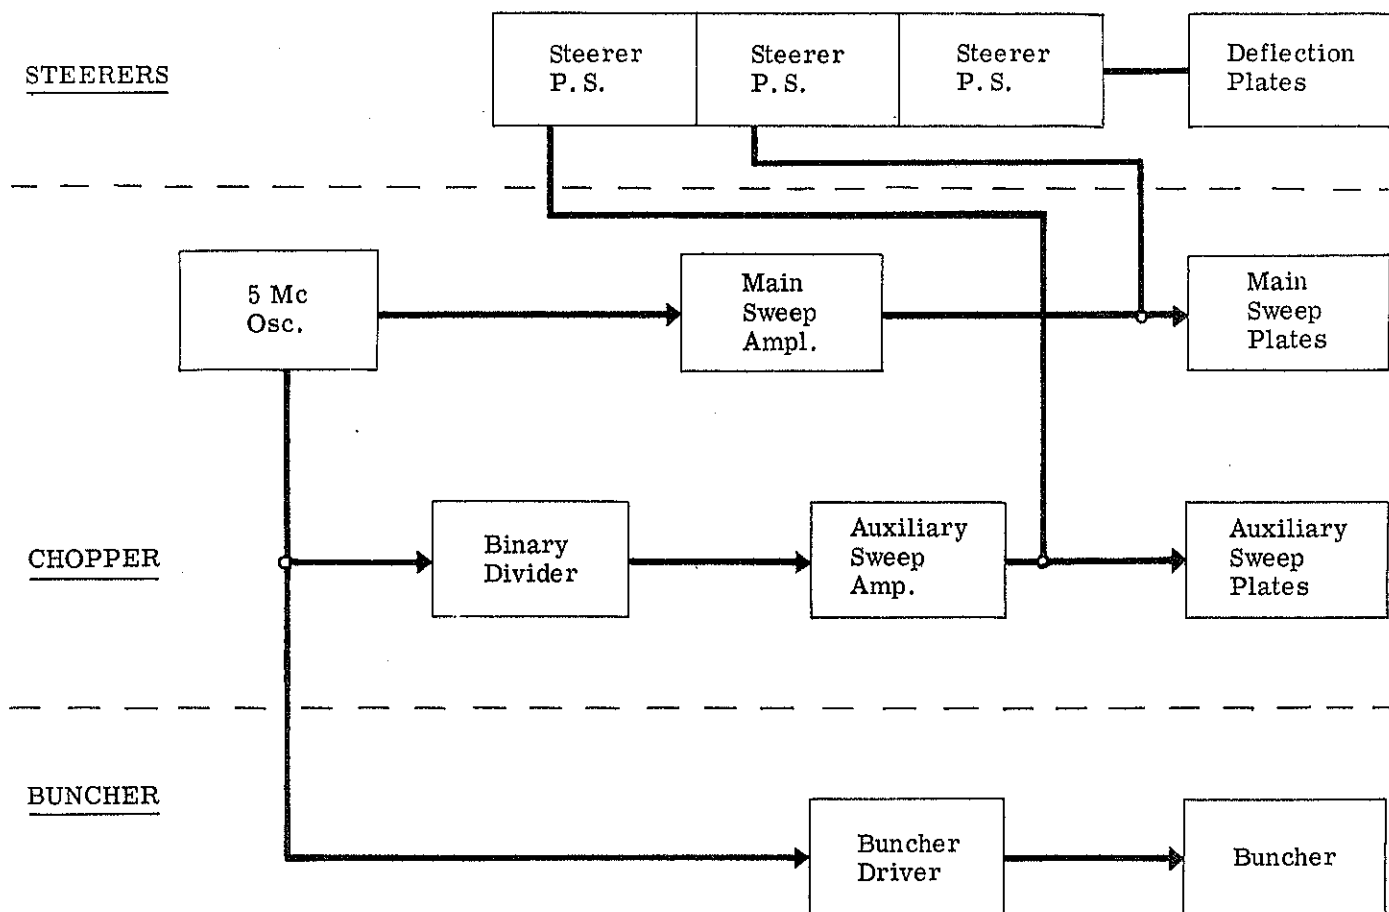 STEERERS
Steerer
P. S.
Steerer
P. S.
Steerer
P. S.
Deflection
Plates
5 Mc
Osc.
Main
Sweep
Ampl.
Main
Sweep
Plates
CHOPPER
Binary
Divider
Auxiliary
Sweep
Amp.
Auxiliary
Sweep
Plates
BUNCHER
Buncher
Driver
Buncher